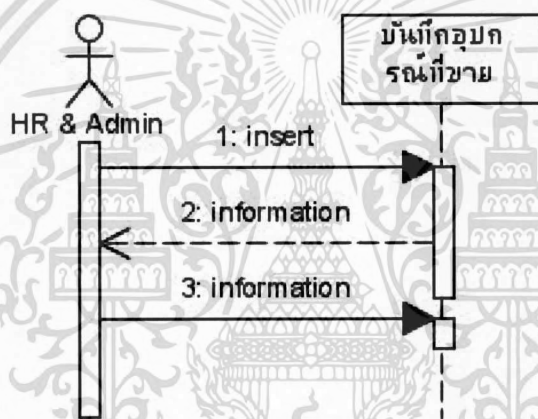 บันทึกอุปก
รณ์ที่ขาย
HR & Admin
1: insert
2: information
3: information